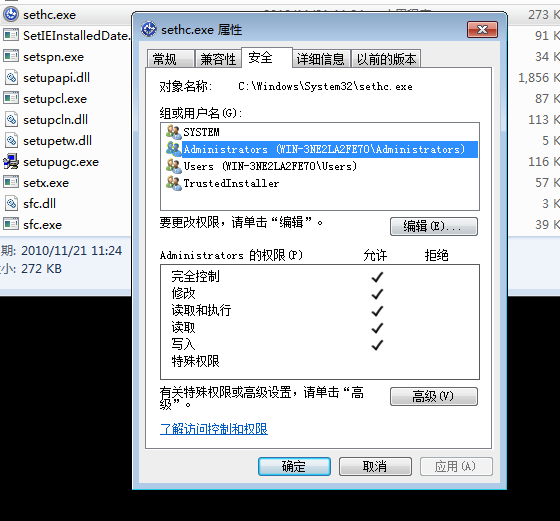 sethc.exe
273 K
SetIEInstalledDate.
91 K
setspn.exe
34 K
setupapi.dll
1,856 K
setupcl.exe
87 K
setupcln.dll
113 K
setupetw.dll
5 K
setupugc.exe
116 K
setx.exe
57 K
sfc.dll
3 K
sfc.exe
39 K
期: 2010/11/21 11:24
小: 272 KB
sethc.exe 属性
常规
兼容性
安全
详细信息
以前的版本
对象名称: C:\Windows\System32\sethc.exe
组或用户名(G):
SYSTEM
Administrators (WIN-3NE2LA2FE70\Administrators)
Users (WIN-3NE2LA2FE70\Users)
TrustedInstaller
要更改权限，请单击“编辑”。
编辑(E)...
Administrators 的权限(P) 允许 拒绝
完全控制
修改
读取和执行
读取
写入
特殊权限
有关特殊权限或高级设置，请单击“高
级”。
高级(V)
了解访问控制和权限
确定
取消
应用(A)